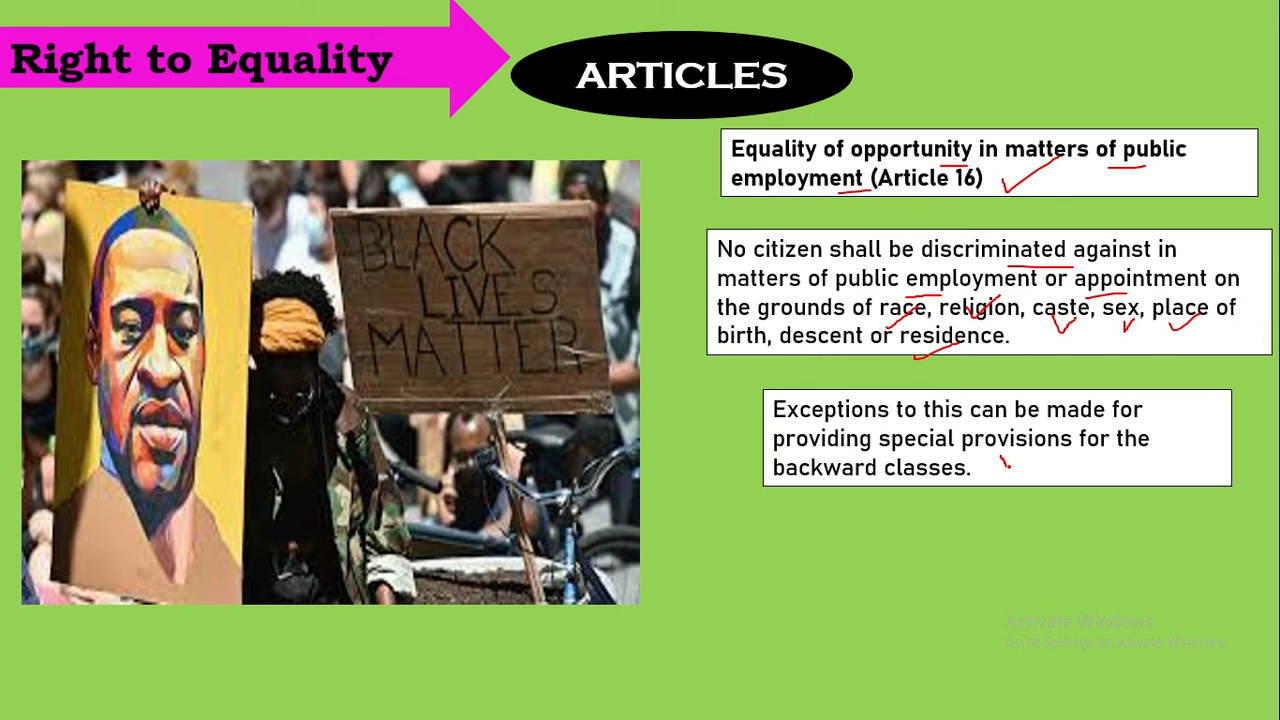 Right to Equality
ARTICLES
Equality of opportunity in matters of public
employment (Article 16)
BLACK
LIVES
MATTER
No citizen shall be discriminated against in
matters of public employment or appointment on
the grounds of race, religion, caste, sex, place of
birth, descent or residence.
Exceptions to this can be made for
providing special provisions for the
backward classes.
Activate Windows
Go to Settings to activate Windows.